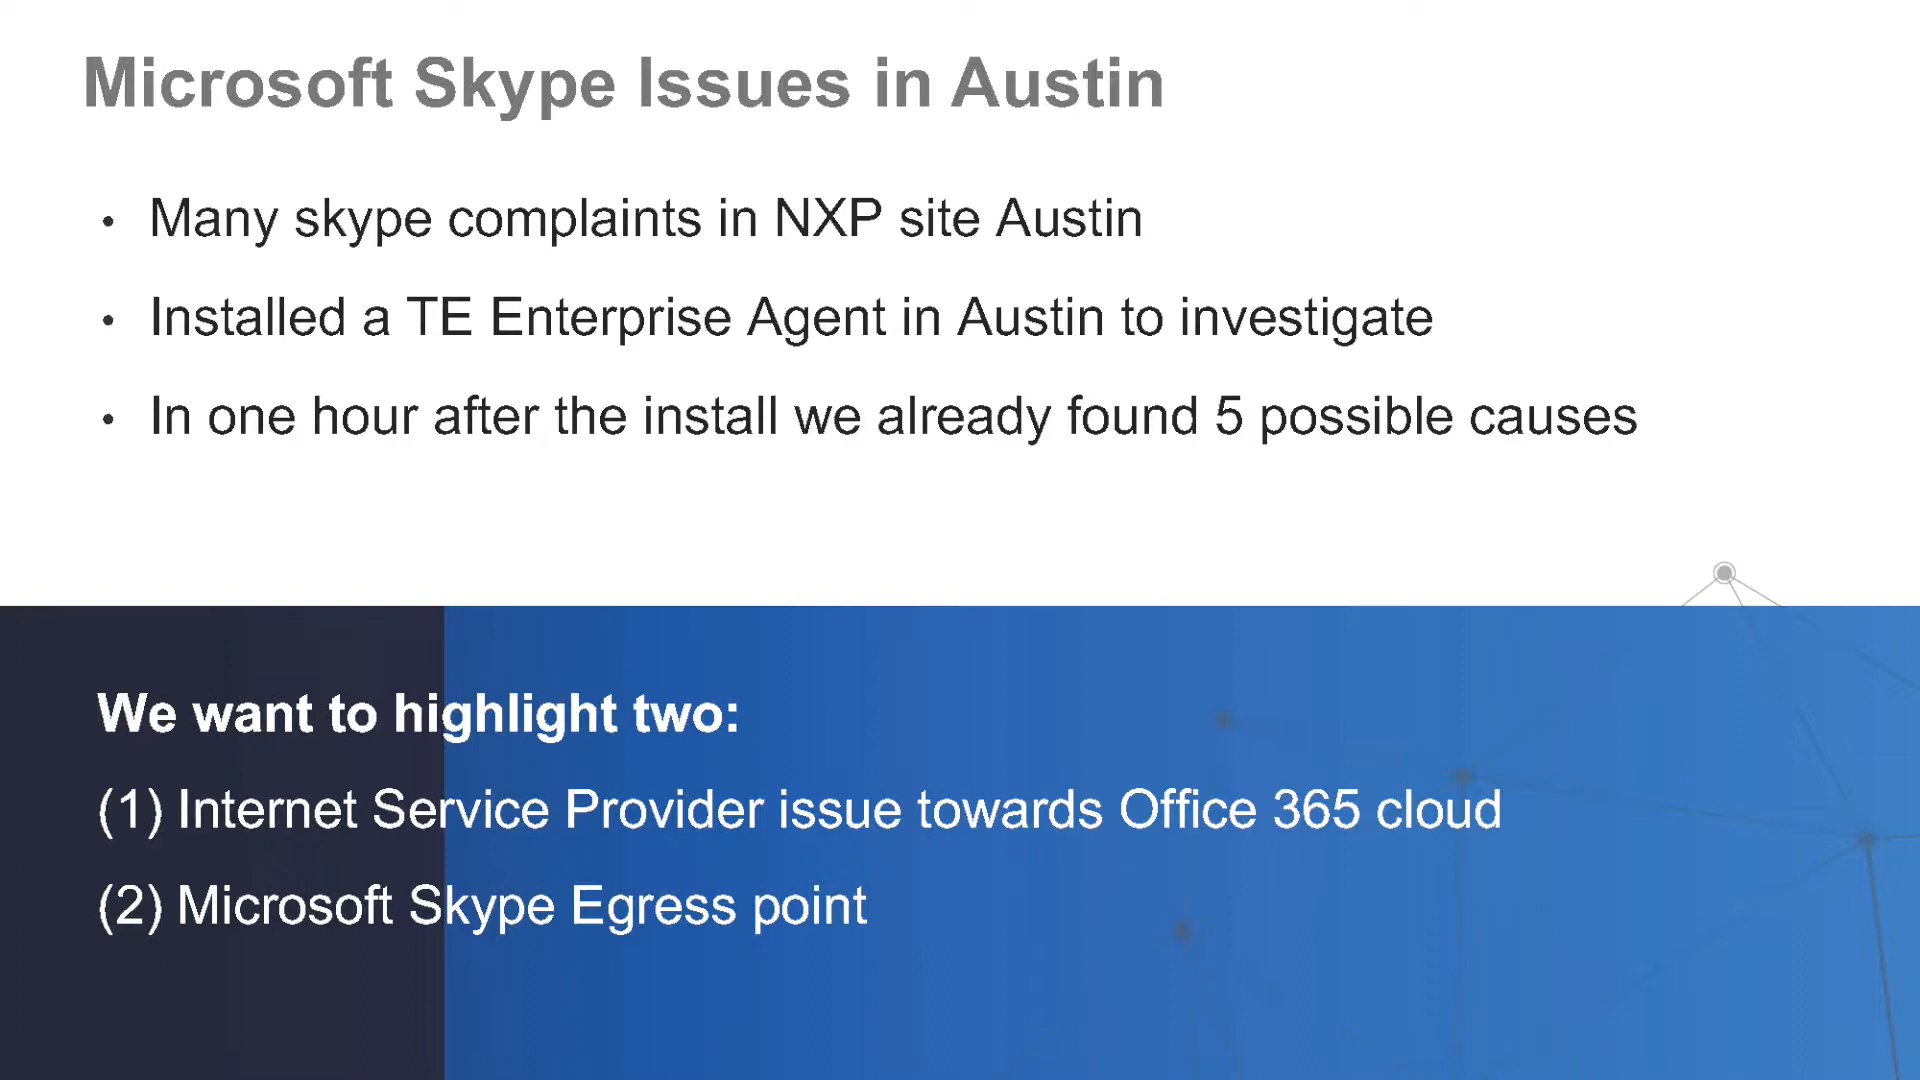 Microsoft Skype Issues in Austin
• Many skype complaints in NXP site Austin
• Installed a TE Enterprise Agent in Austin to investigate
• In one hour after the install we already found 5 possible causes
We want to highlight two:
(1) Internet Service Provider issue towards Office 365 cloud
(2) Microsoft Skype Egress point